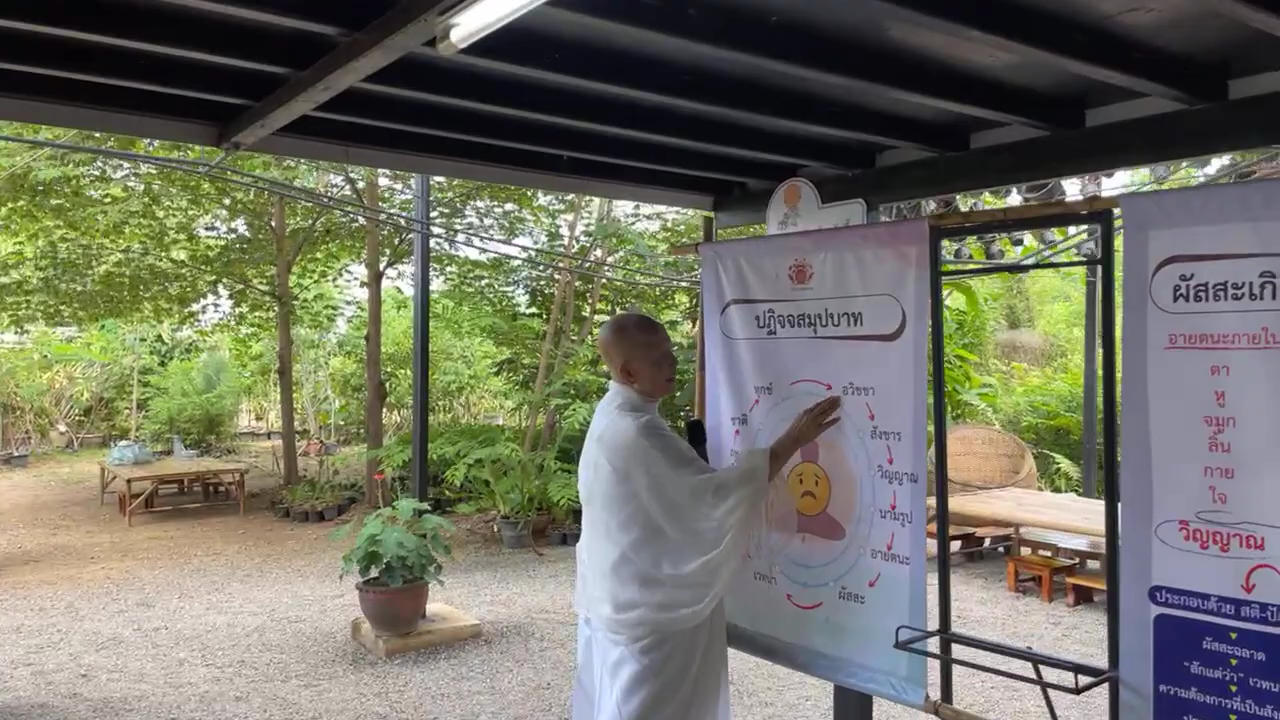 ปฏิจจสมุปบาท
ทุกข์
อวิชชา
ชาติ
สังขาร
วิญญาณ
นามรูป
อายตนะ
เวทนา
ผัสสะ
ผัสสะเกิ
อายตนะภายใน
ตา
หู
จมูก
ลิ้น
กาย
ใจ
วิญญาณ
ประกอบด้วย สติ-ปั
ผัสสะฉลาด
"สักแต่ว่า" เวทน
ความต้องการที่เป็นสัม